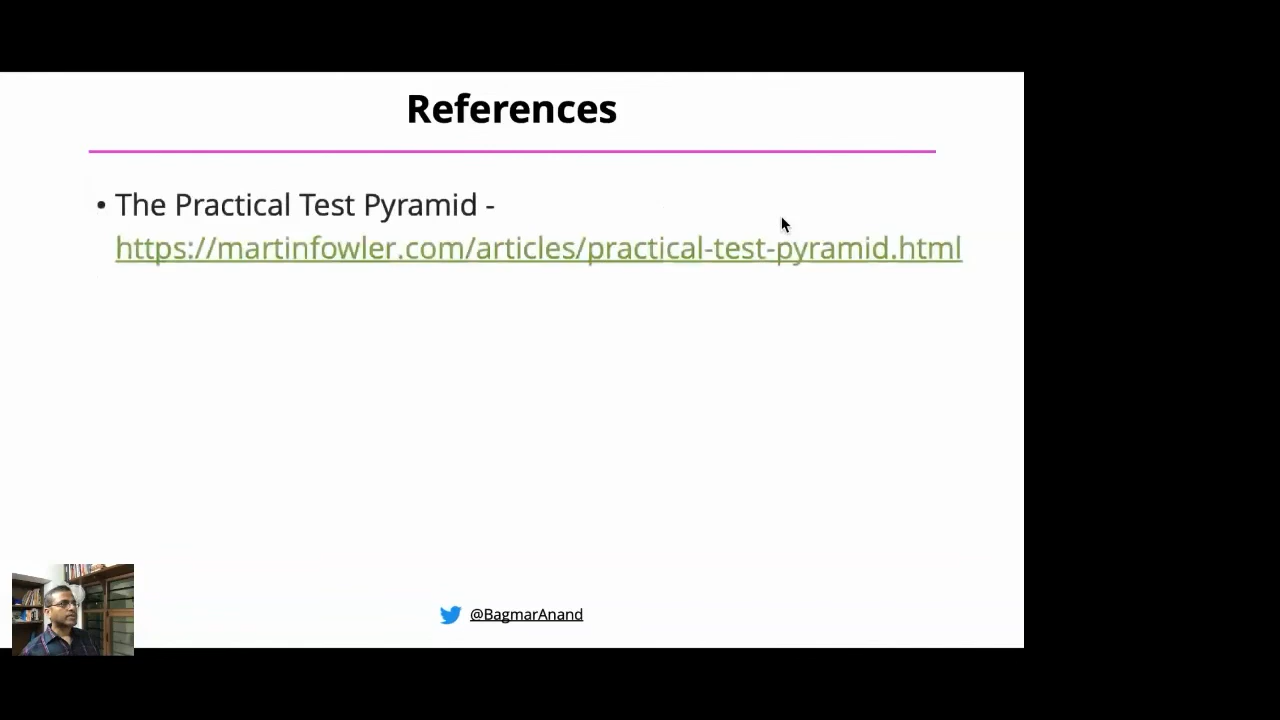 References
• The Practical Test Pyramid -
https://martinfowler.com/articles/practical-test-pyramid.html
@BagmarAnand